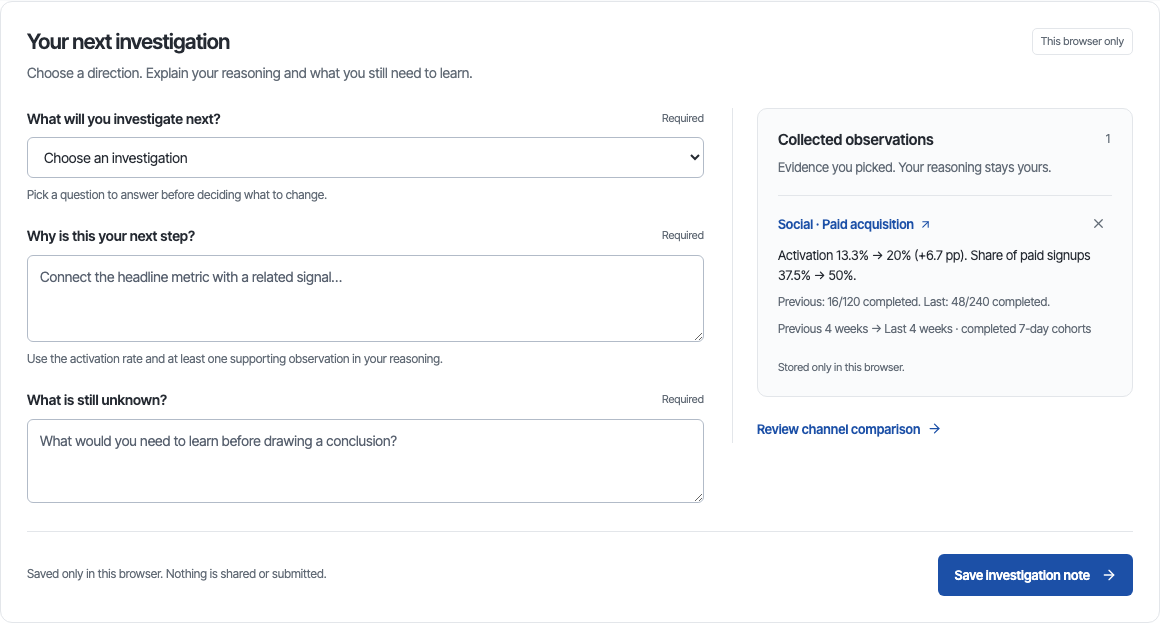 Your next investigation
This browser only
Choose a direction. Explain your reasoning and what you still need to learn.
What will you investigate next?
Required
Choose an investigation
Pick a question to answer before deciding what to change.
Why is this your next step?
Required
Connect the headline metric with a related signal...
Use the activation rate and at least one supporting observation in your reasoning.
What is still unknown?
Required
What would you need to learn before drawing a conclusion?
Collected observations
1
Evidence you picked. Your reasoning stays yours.
Social · Paid acquisition ↗
Activation 13.3% → 20% (+6.7 pp). Share of paid signups
37.5% → 50%.
Previous: 16/120 completed. Last: 48/240 completed.
Previous 4 weeks → Last 4 weeks · completed 7-day cohorts
Stored only in this browser.
Review channel comparison →
Saved only in this browser. Nothing is shared or submitted.
Save investigation note →